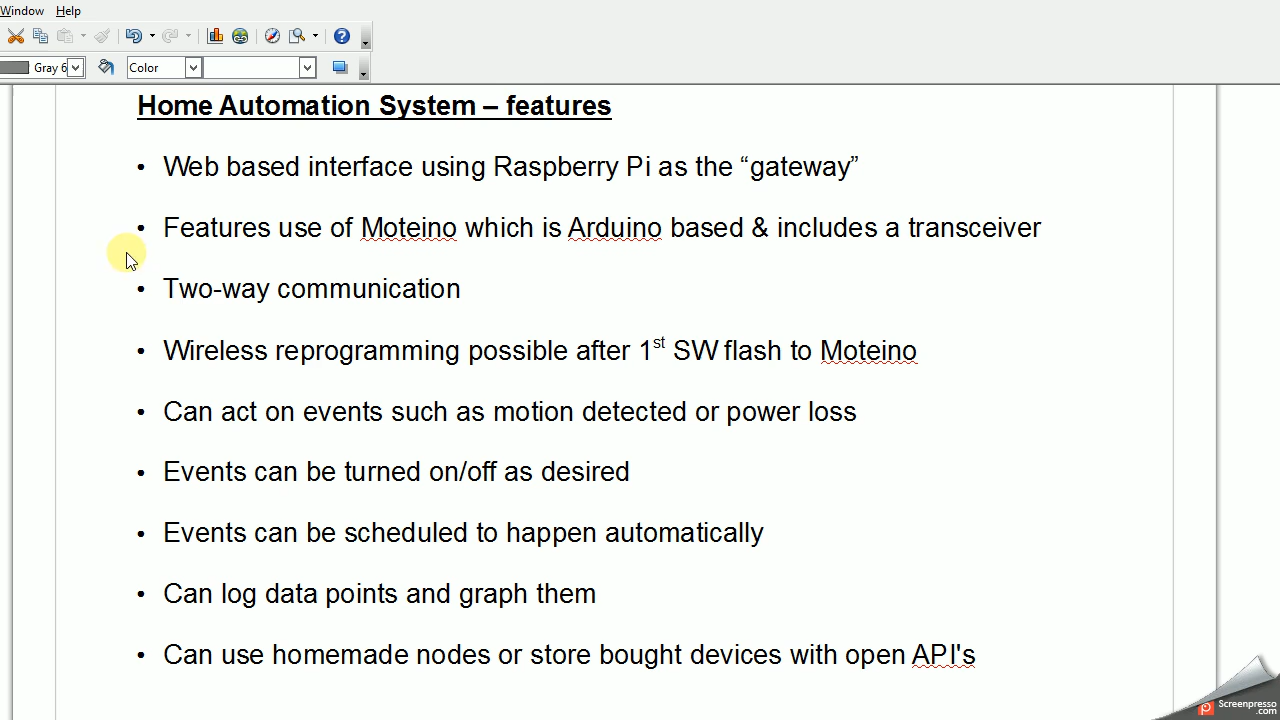 Window Help
Gray 6 Color
Home Automation System – features
• Web based interface using Raspberry Pi as the “gateway”
• Features use of Moteino which is Arduino based & includes a transceiver
• Two-way communication
• Wireless reprogramming possible after 1st SW flash to Moteino
• Can act on events such as motion detected or power loss
• Events can be turned on/off as desired
• Events can be scheduled to happen automatically
• Can log data points and graph them
• Can use homemade nodes or store bought devices with open API's
Screenpresso
.com